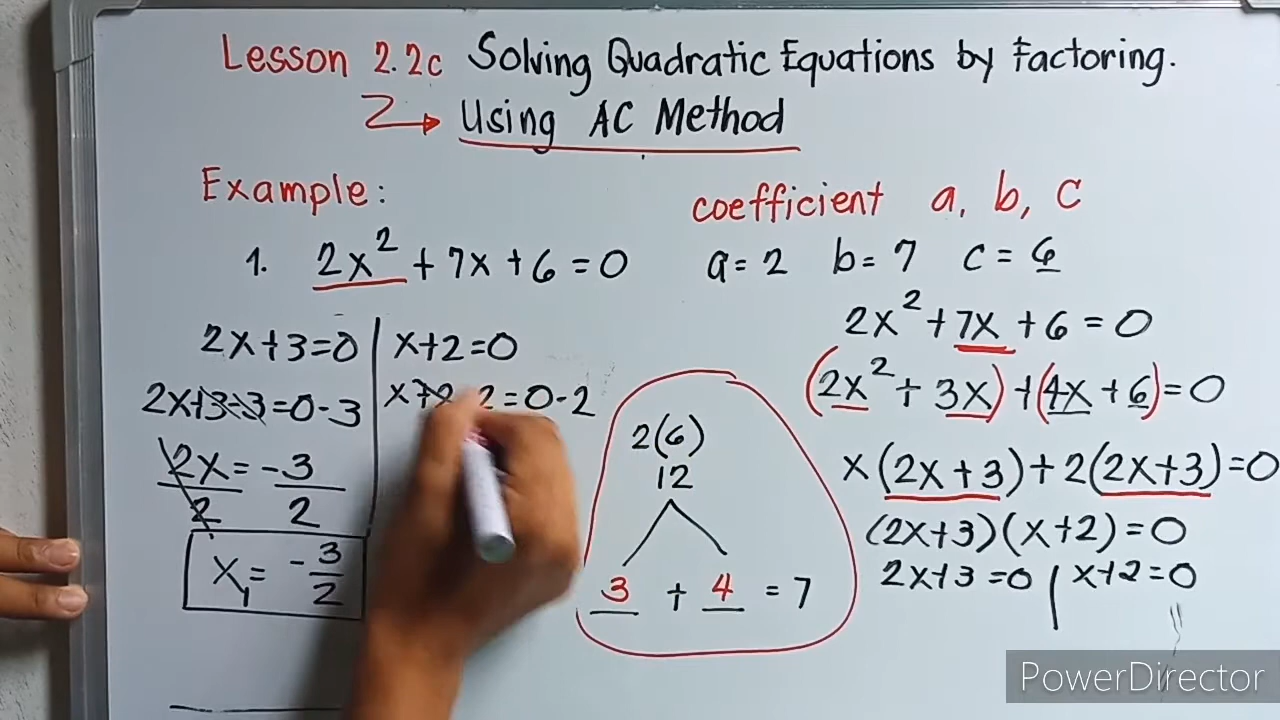 Lesson 2.2c Solving Quadratic Equations by Factoring.
Using AC Method
Example:
coefficient a, b, c
1. 2x² + 7x + 6 = 0
a = 2 b = 7 c = 6
2x+3=0 | x+2=0
2x+3-3=0-3
x+2-2=0-2
2x = -3
2 2
x₁ = -3/2
2(6)
12
3 + 4 = 7
2x² + 7x + 6 = 0
(2x² + 3x) + (4x + 6) = 0
x(2x+3)+2(2x+3)=0
(2x+3)(x+2)=0
2x+3=0 | x+2=0
PowerDirector